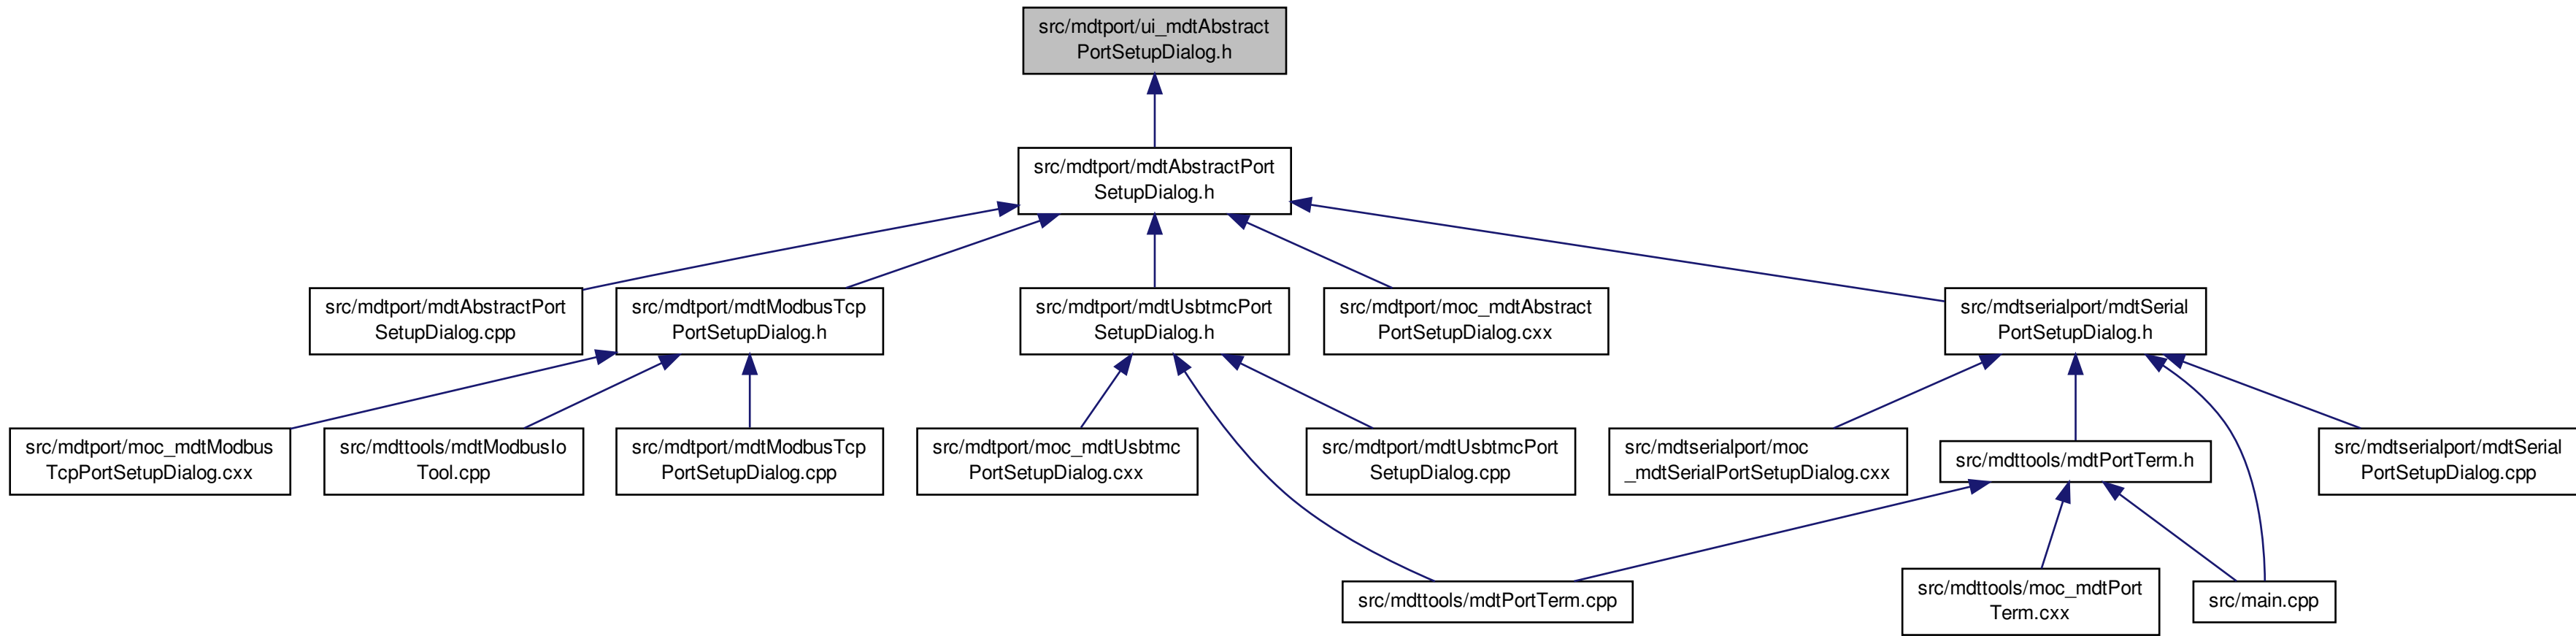 src/mdtport/ui_mdtAbstract
PortSetupDialog.h
src/mdtport/mdtAbstractPort
SetupDialog.h
src/mdtport/mdtAbstractPort
SetupDialog.cpp
src/mdtport/mdtModbusTcp
PortSetupDialog.h
src/mdtport/mdtUsbtmcPort
SetupDialog.h
src/mdtport/moc_mdtAbstract
PortSetupDialog.cxx
src/mdtserialport/mdtSerial
PortSetupDialog.h
src/mdtport/moc_mdtModbus
TcpPortSetupDialog.cxx
src/mdttools/mdtModbusIo
Tool.cpp
src/mdtport/mdtModbusTcp
PortSetupDialog.cpp
src/mdtport/moc_mdtUsbtmc
PortSetupDialog.cxx
src/mdtport/mdtUsbtmcPort
SetupDialog.cpp
src/mdtserialport/moc
_mdtSerialPortSetupDialog.cxx
src/mdttools/mdtPortTerm.h
src/mdtserialport/mdtSerial
PortSetupDialog.cpp
src/mdttools/mdtPortTerm.cpp
src/mdttools/moc_mdtPort
Term.cxx
src/main.cpp